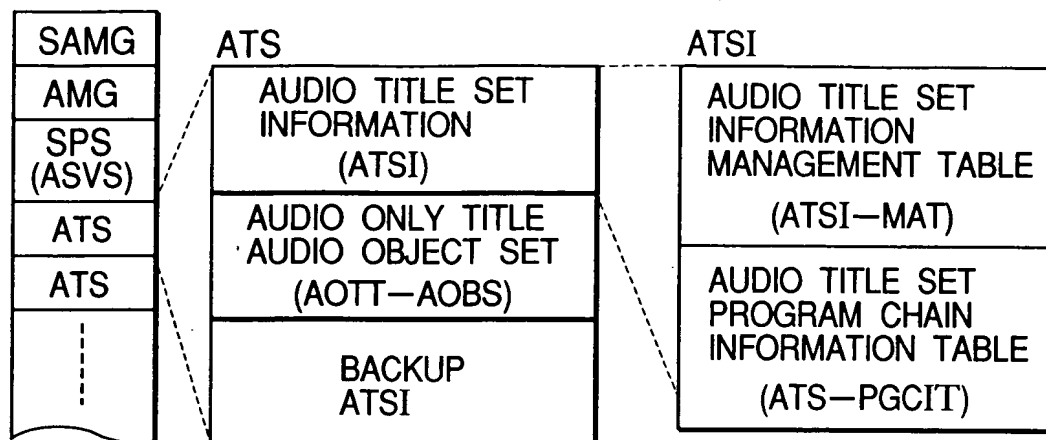 SAMG
AMG
SPS
(ASVS)
ATS
ATS
ATS
AUDIO TITLE SET
INFORMATION
(ATSI)
AUDIO ONLY TITLE
AUDIO OBJECT SET
(AOTT—AOBS)
BACKUP
ATSI
ATSI
AUDIO TITLE SET
INFORMATION
MANAGEMENT TABLE
(ATSI—MAT)
AUDIO TITLE SET
PROGRAM CHAIN
INFORMATION TABLE
(ATS—PGCIT)